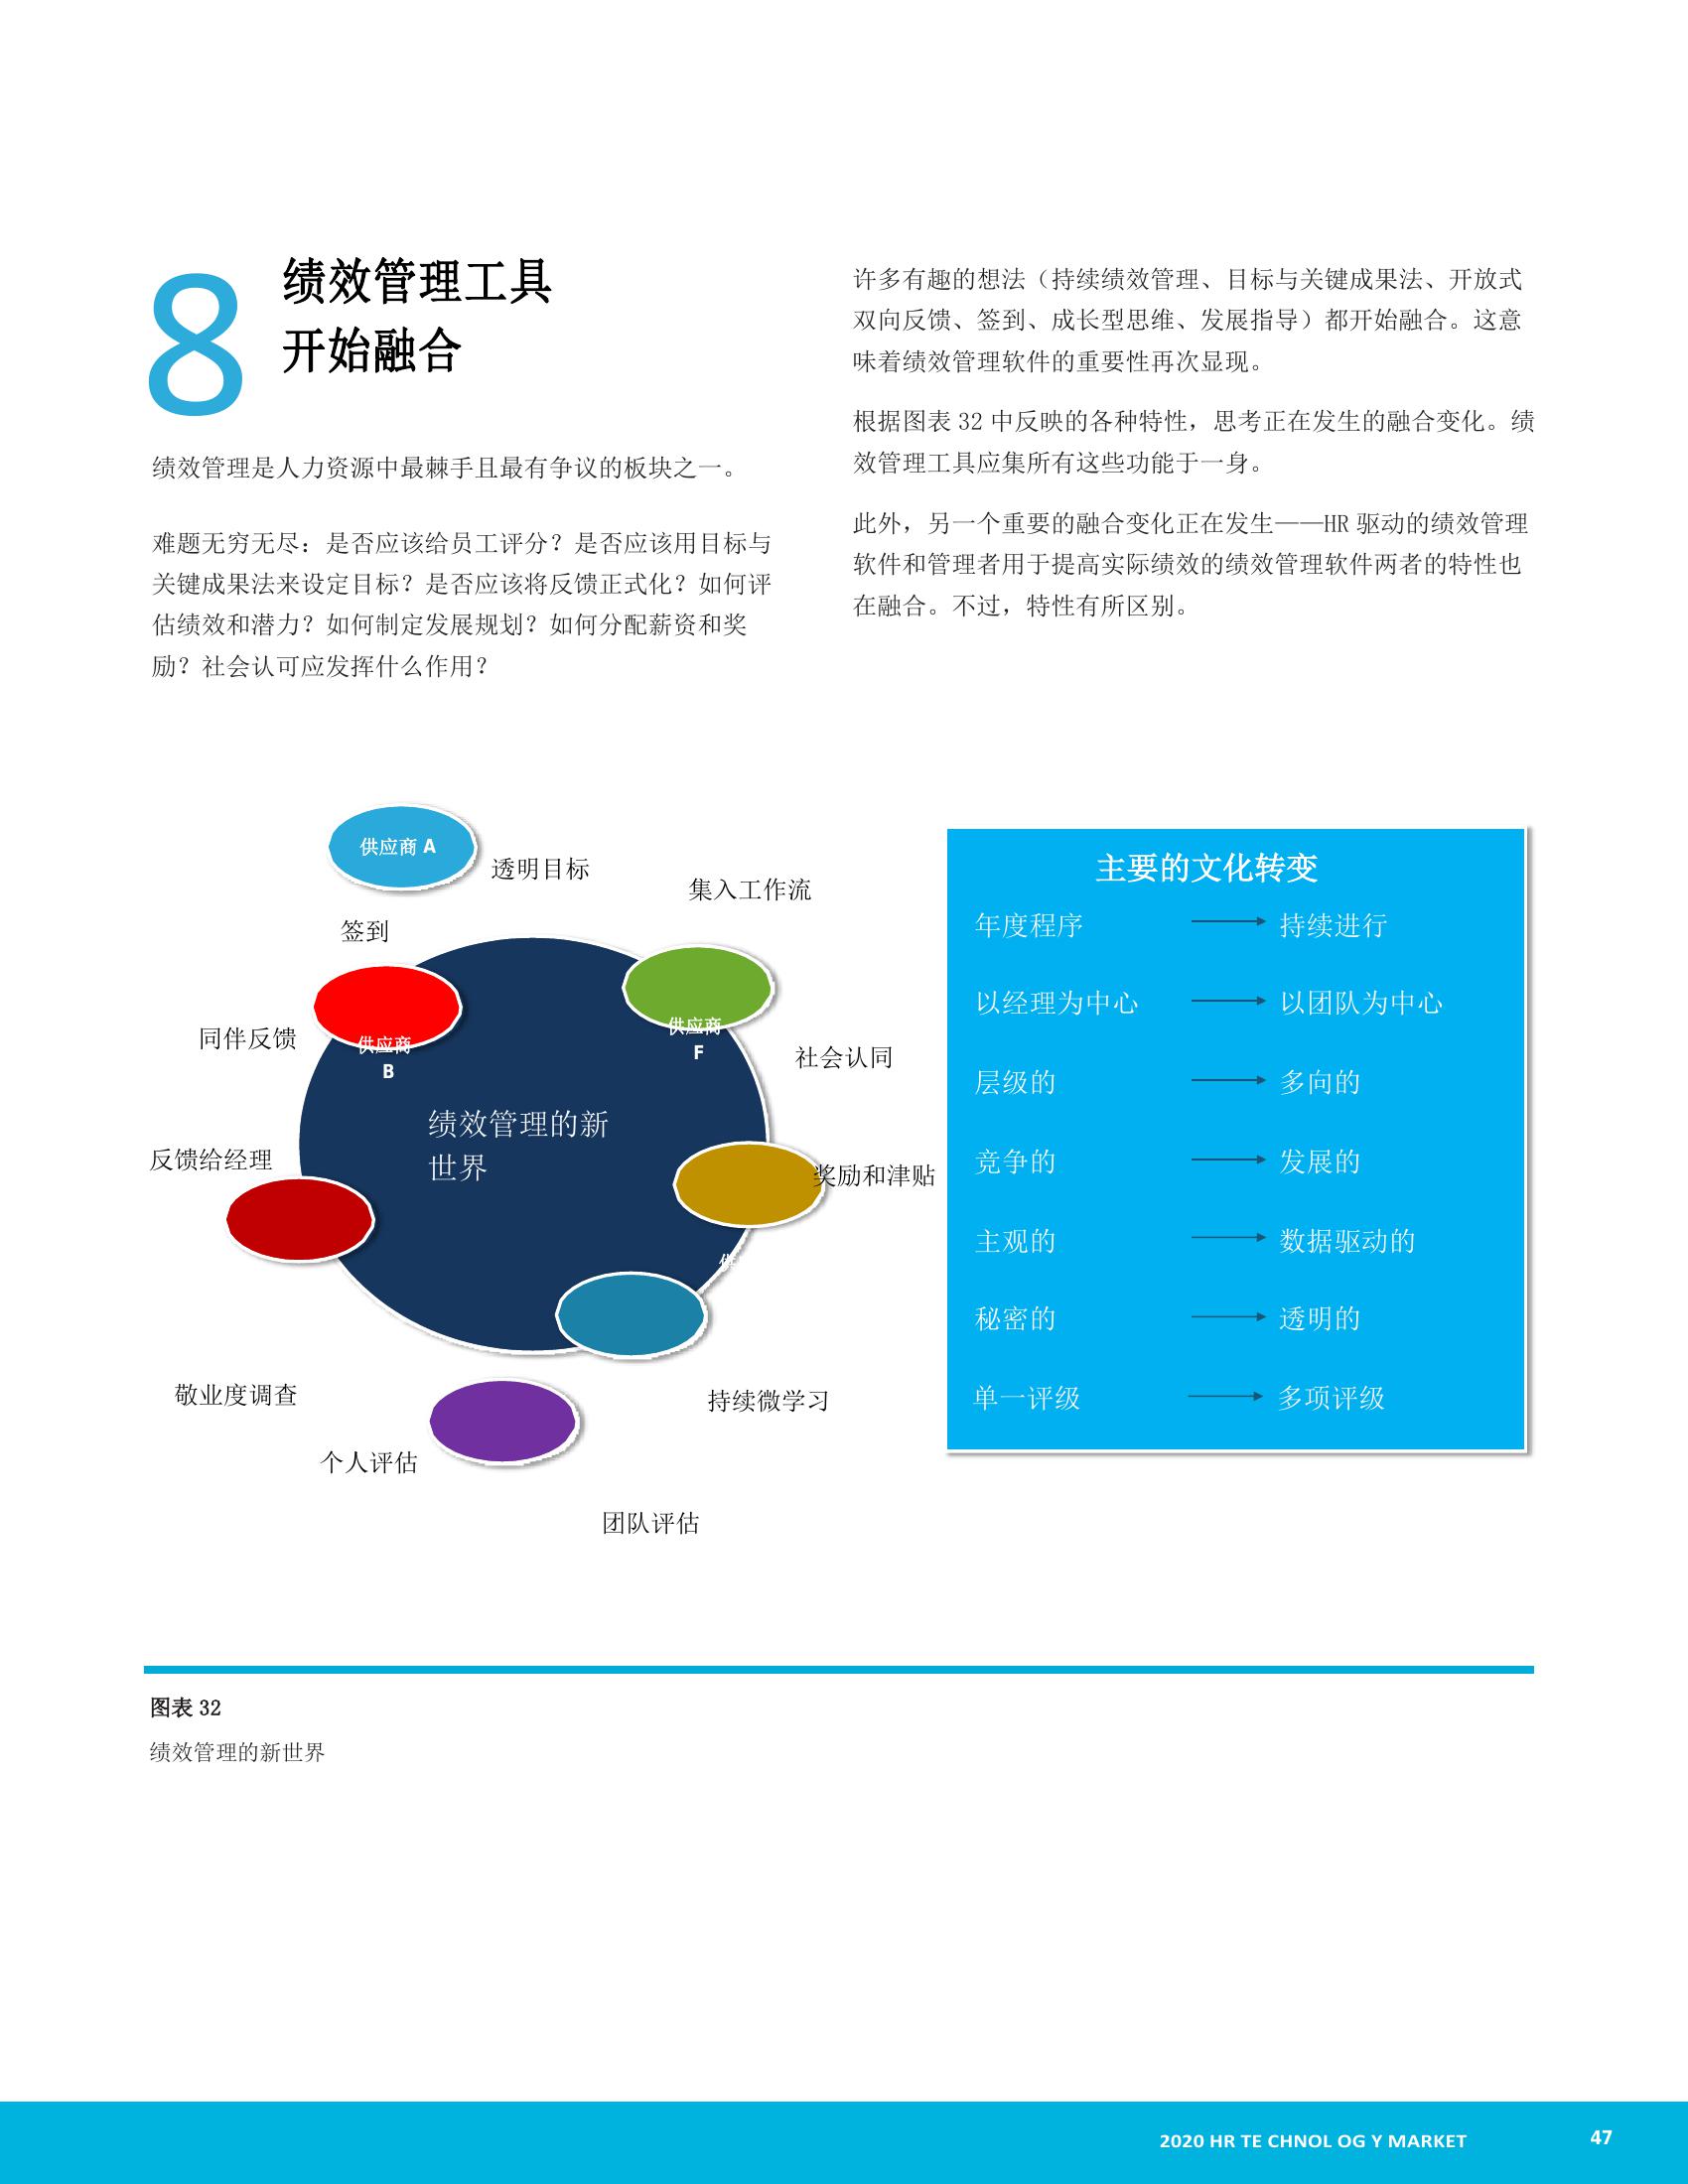 8
绩效管理工具
开始融合
绩效管理是人力资源中最棘手且最有争议的板块之一。
难题无穷无尽：是否应该给员工评分？是否应该用目标与
关键成果法来设定目标？是否应该将反馈正式化？如何评
估绩效和潜力？如何制定发展规划？如何分配薪资和奖
励？社会认可应发挥什么作用？
许多有趣的想法（持续绩效管理、目标与关键成果法、开放式
双向反馈、签到、成长型思维、发展指导）都开始融合。这意
味着绩效管理软件的重要性再次显现。
根据图表 32 中反映的各种特性，思考正在发生的融合变化。绩
效管理工具应集所有这些功能于一身。
此外，另一个重要的融合变化正在发生——HR 驱动的绩效管理
软件和管理者用于提高实际绩效的绩效管理软件两者的特性也
在融合。不过，特性有所区别。
供应商 A
透明目标
集入工作流
签到
同伴反馈
供应商
B
供应商
F
社会认同
绩效管理的新
世界
反馈给经理
奖励和津贴
供
敬业度调查
持续微学习
个人评估
团队评估
主要的文化转变
年度程序 持续进行
以经理为中心 以团队为中心
层级的 多向的
竞争的 发展的
主观的 数据驱动的
秘密的 透明的
单一评级 多项评级
图表 32
绩效管理的新世界
2020 HR TE CHNOL OG Y MARKET 47